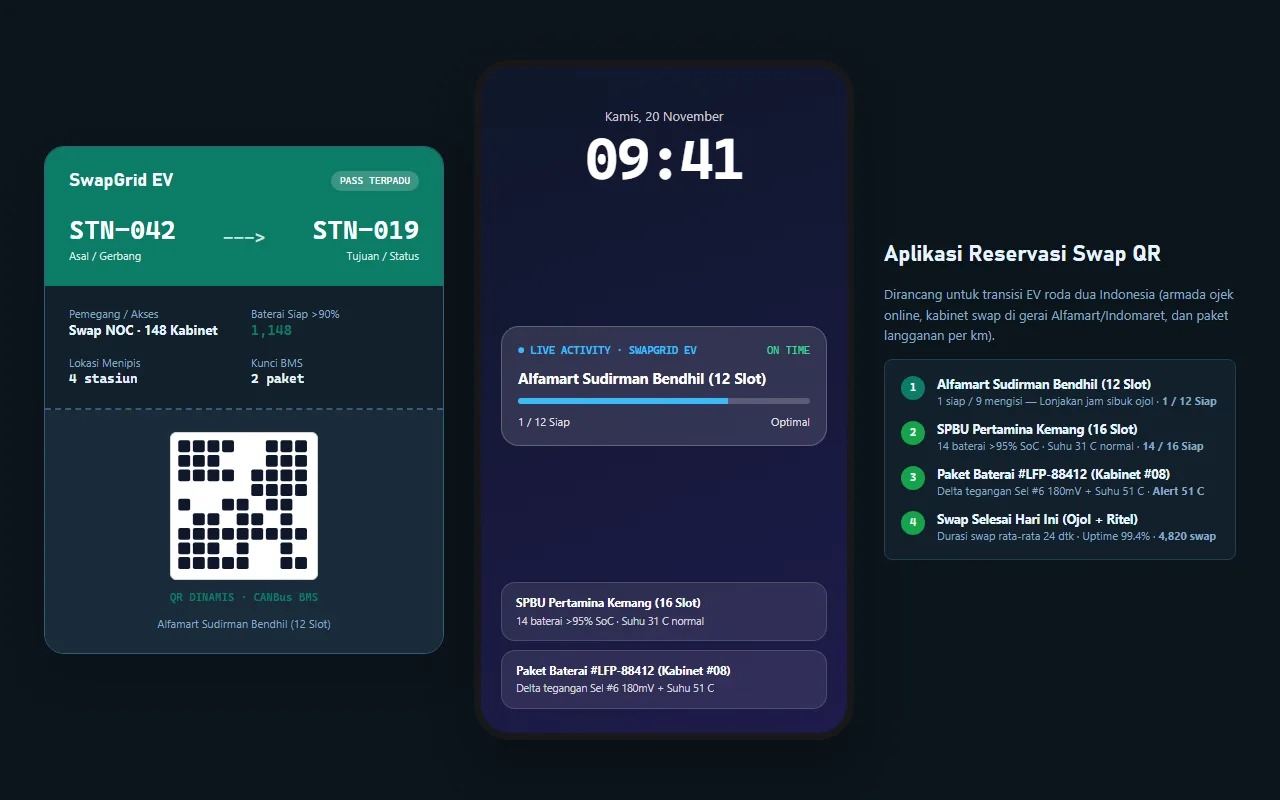 SwapGrid EV
PASS TERPADU
STN-042
--->
STN-019
Asal / Gerbang
Tujuan / Status
Pemegang / Akses
Baterai Siap >90%
Swap NOC · 148 Kabinet
1,148
Lokasi Menipis
Kunci BMS
4 stasiun
2 paket
QR DINAMIS · CANBus BMS
Alfamart Sudirman Bendhil (12 Slot)
Kamis, 20 November
09:41
LIVE ACTIVITY · SWAPGRID EV
ON TIME
Alfamart Sudirman Bendhil (12 Slot)
1 / 12 Siap
Optimal
SPBU Pertamina Kemang (16 Slot)
14 baterai >95% SoC · Suhu 31 C normal
Paket Baterai #LFP-88412 (Kabinet #08)
Delta tegangan Sel #6 180mV + Suhu 51 C
Aplikasi Reservasi Swap QR
Dirancang untuk transisi EV roda dua Indonesia (armada ojek
online, kabinet swap di gerai Alfamart/Indomaret, dan paket
langganan per km).
1
Alfamart Sudirman Bendhil (12 Slot)
1 siap / 9 mengisi — Lonjakan jam sibuk ojol · 1 / 12 Siap
2
SPBU Pertamina Kemang (16 Slot)
14 baterai >95% SoC · Suhu 31 C normal · 14 / 16 Siap
3
Paket Baterai #LFP-88412 (Kabinet #08)
Delta tegangan Sel #6 180mV + Suhu 51 C · Alert 51 C
4
Swap Selesai Hari Ini (Ojol + Ritel)
Durasi swap rata-rata 24 dtk · Uptime 99.4% · 4,820 swap